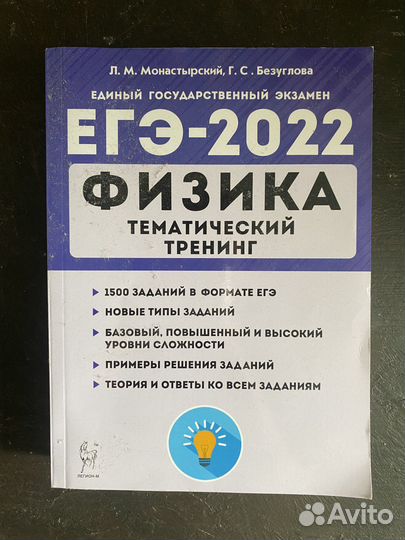 Л. М. Монастырский, Г. С. Безуглова
ЕДИНЫЙ ГОСУДАРСТВЕННЫЙ ЭКЗАМЕН
ЕГЭ-2022
ФИЗИКА
ТЕМАТИЧЕСКИЙ
ТРЕНИНГ
1500 ЗАДАНИЙ В ФОРМАТЕ ЕГЭ
НОВЫЕ ТИПЫ ЗАДАНИЙ
БАЗОВЫЙ, ПОВЫШЕННЫЙ И ВЫСОКИЙ
УРОВНИ СЛОЖНОСТИ
ПРИМЕРЫ РЕШЕНИЯ ЗАДАНИЙ
ТЕОРИЯ И ОТВЕТЫ КО ВСЕМ ЗАДАНИЯМ
ЛЕГИОН-М
Avito